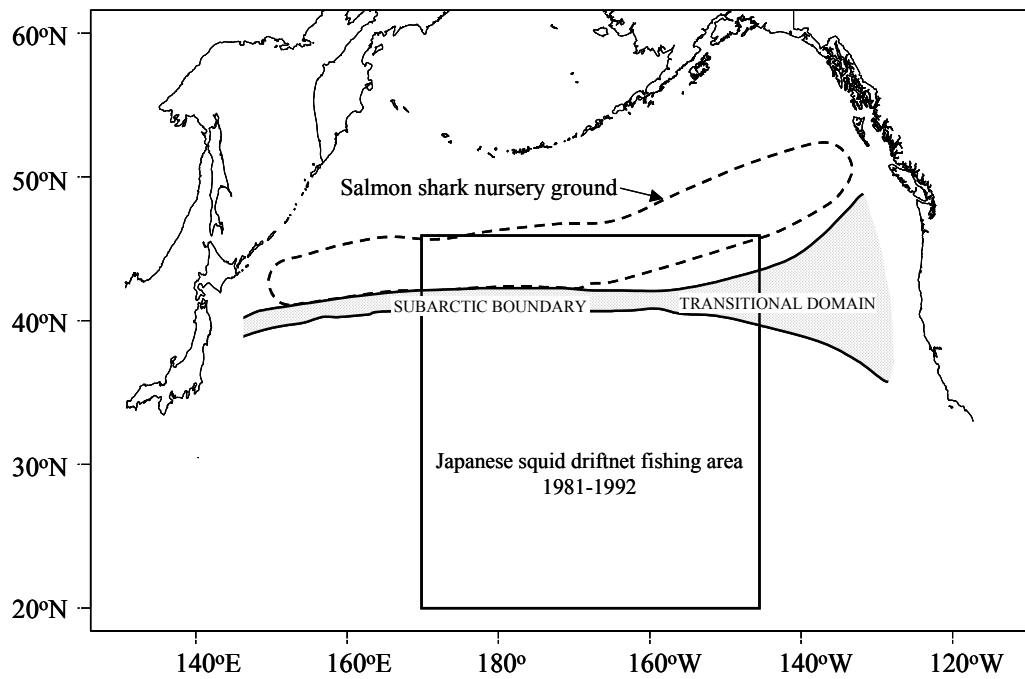 60ºN
50ºN
Salmon shark nursery ground
40ºN
SUBARCTIC BOUNDARY
TRANSITIONAL DOMAIN
30ºN
Japanese squid driftnet fishing area
1981-1992
20ºN
140ºE
160ºE
180º
160ºW
140ºW
120ºW